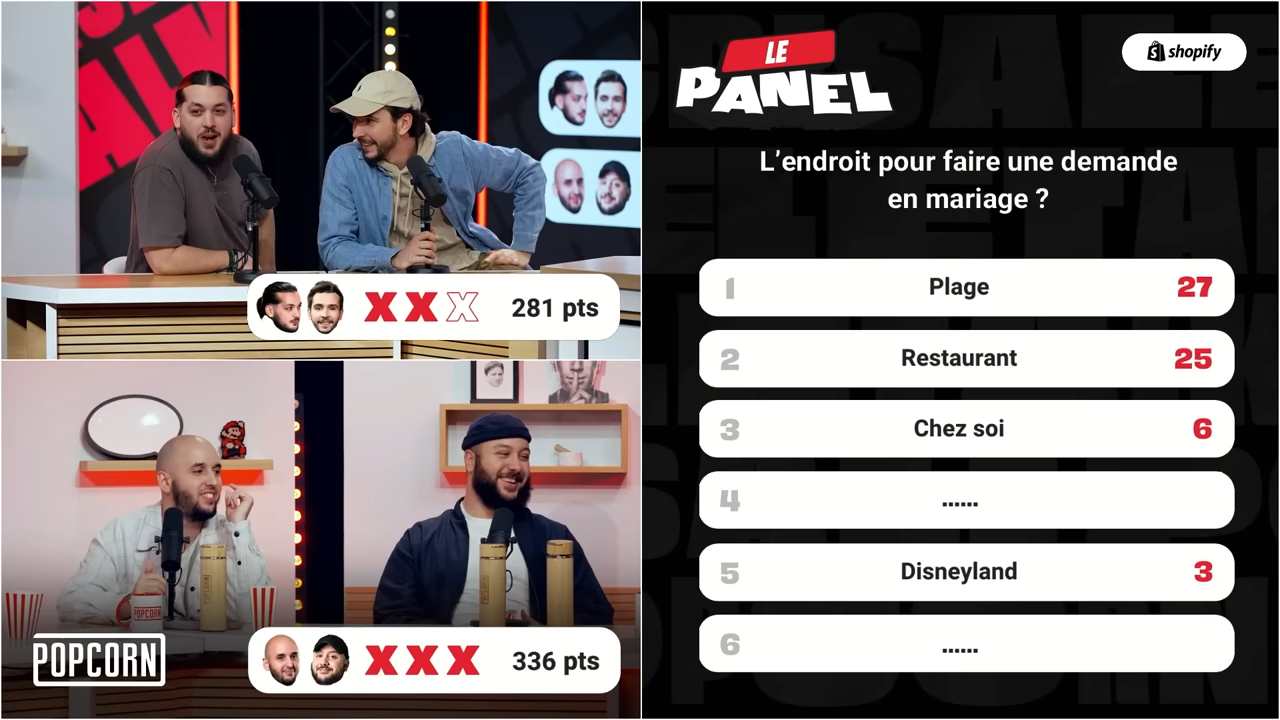 281 pts
POPCORN
POPCORN
336 pts
LE
PANEL
shopify
L'endroit pour faire une demande
en mariage ?
1 Plage 27
2 Restaurant 25
3 Chez soi 6
4 ......
5 Disneyland 3
6 ......